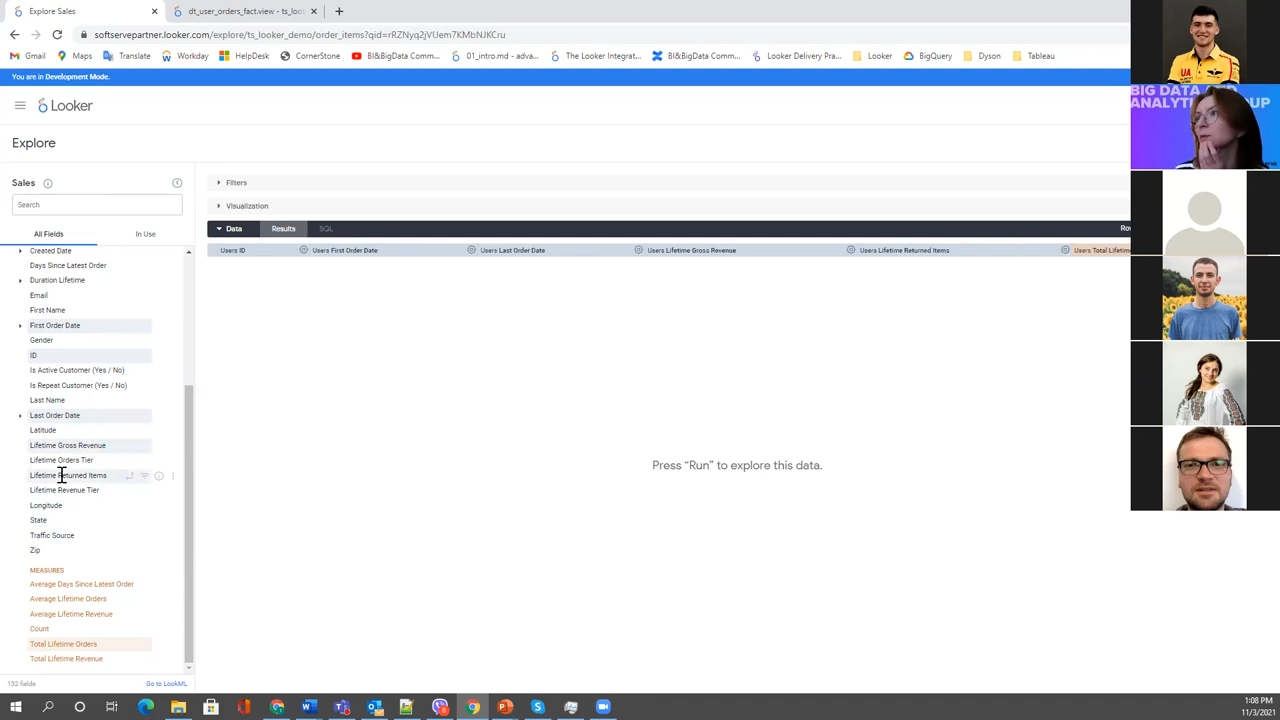 Explore Sales
dt_user_orders_fact.view - ts_loo
softservepartner.looker.com/explore/ts_looker_demo/order_items?qid=rRZNyq2jVUem7KMbNJKCru
Gmail Maps Translate Workday HelpDesk CornerStone BI&BigData Comm... 01_intro.md - adva... The Looker Integrat... BI&BigData Comm... Looker Delivery Pra... Looker BigQuery Dyson Tableau
You are in Development Mode.
Looker
Explore
Sales
Search
All Fields In Use
Created Date
Days Since Latest Order
Duration Lifetime
Email
First Name
First Order Date
Gender
ID
Is Active Customer (Yes / No)
Is Repeat Customer (Yes / No)
Last Name
Last Order Date
Latitude
Lifetime Gross Revenue
Lifetime Orders Tier
Lifetime Returned Items
Lifetime Revenue Tier
Longitude
State
Traffic Source
Zip
MEASURES
Average Days Since Latest Order
Average Lifetime Orders
Average Lifetime Revenue
Count
Total Lifetime Orders
Total Lifetime Revenue
152 fields Go to LookML
Filters
Visualization
Data Results SQL Row
Users ID Users First Order Date Users Last Order Date Users Lifetime Gross Revenue Users Lifetime Returned Items Users Total Lifetim
Press “Run” to explore this data.
BIG DATA AND
ANALYTIC GROUP
UA
1:08 PM
11/3/2021